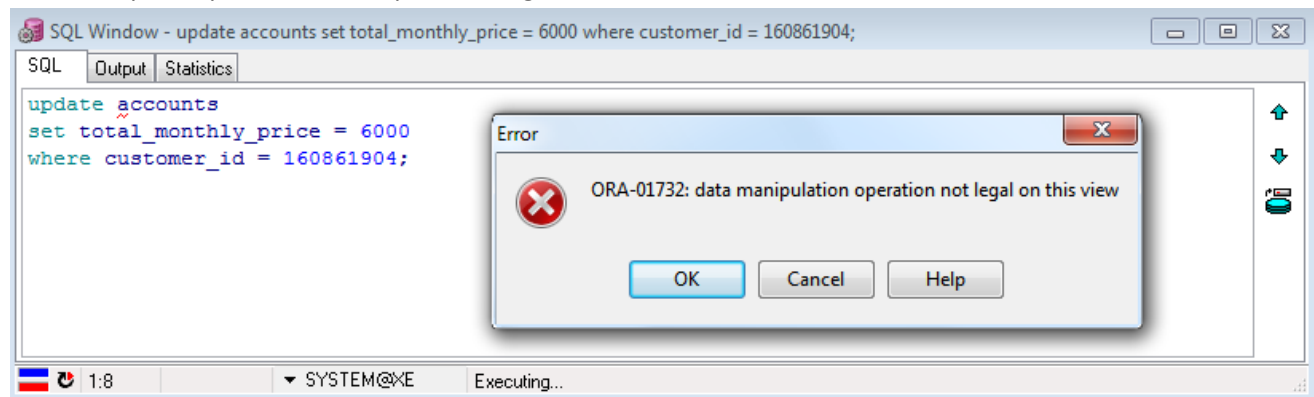 SQL Window - update accounts set total_monthly_price = 6000 where customer_id = 160861904;
SQL Output Statistics
update accounts
set total_monthly_price = 6000
where customer_id = 160861904;
Error
ORA-01732: data manipulation operation not legal on this view
OK Cancel Help
1:8 SYSTEM@XE Executing...